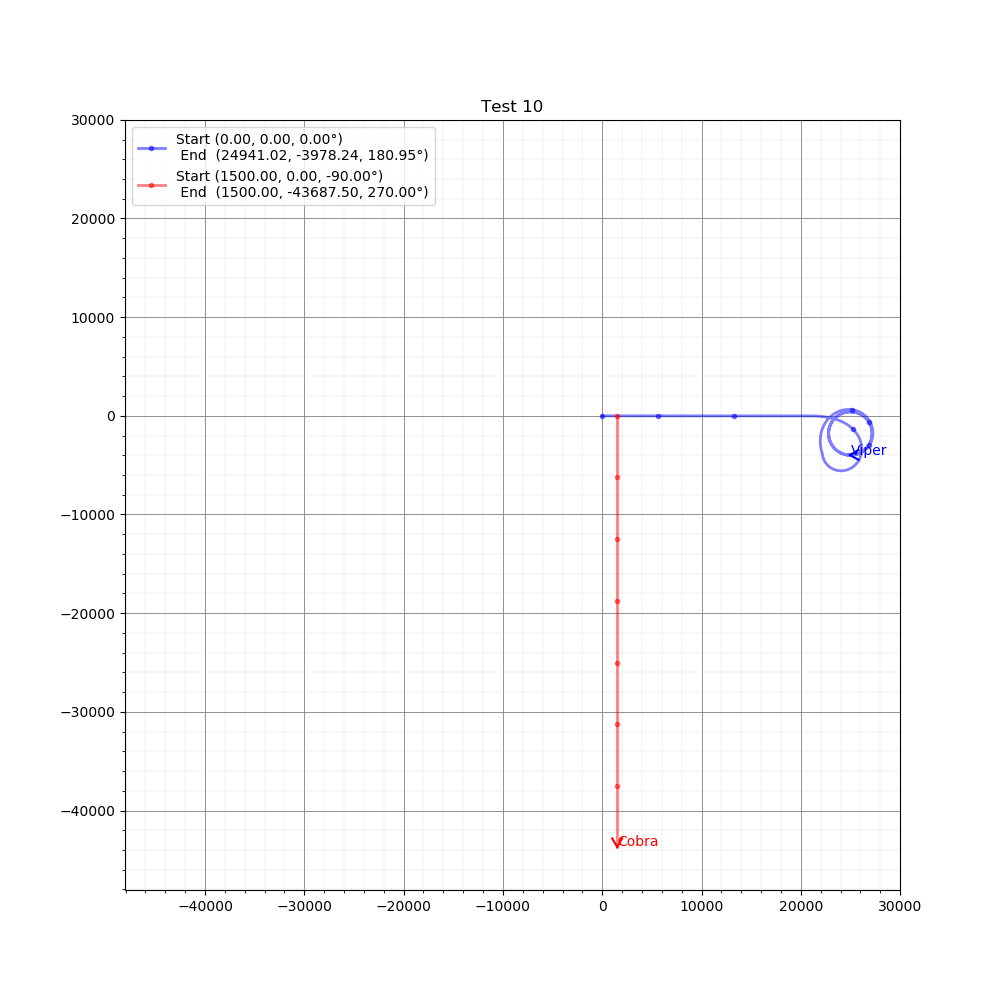 Test 10
30000
20000
10000
0
−10000
−20000
−30000
−40000
Start (0.00, 0.00, 0.00°)
End  (24941.02, -3978.24, 180.95°)
Start (1500.00, 0.00, -90.00°)
End  (1500.00, -43687.50, 270.00°)
Viper
Cobra
−40000 −30000 −20000 −10000 0 10000 20000 30000